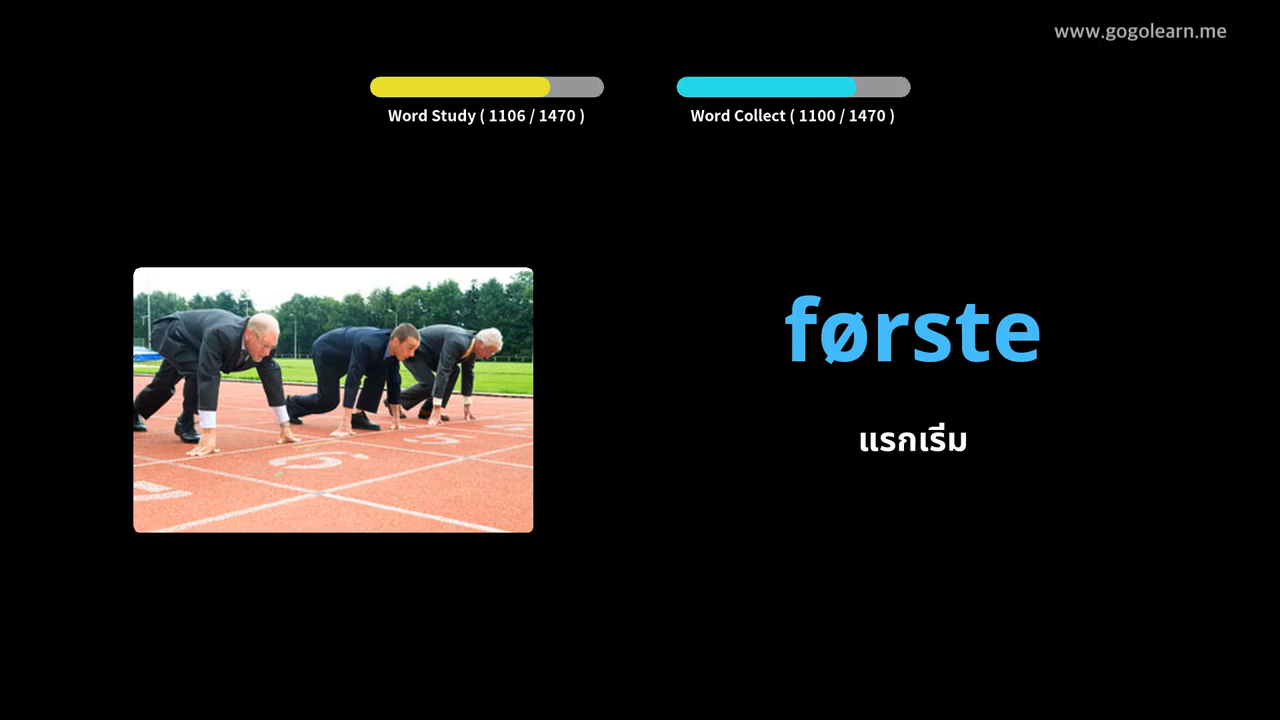 www.gogolearn.me
Word Study ( 1106 / 1470 )
Word Collect ( 1100 / 1470 )
første
แรกเริ่ม